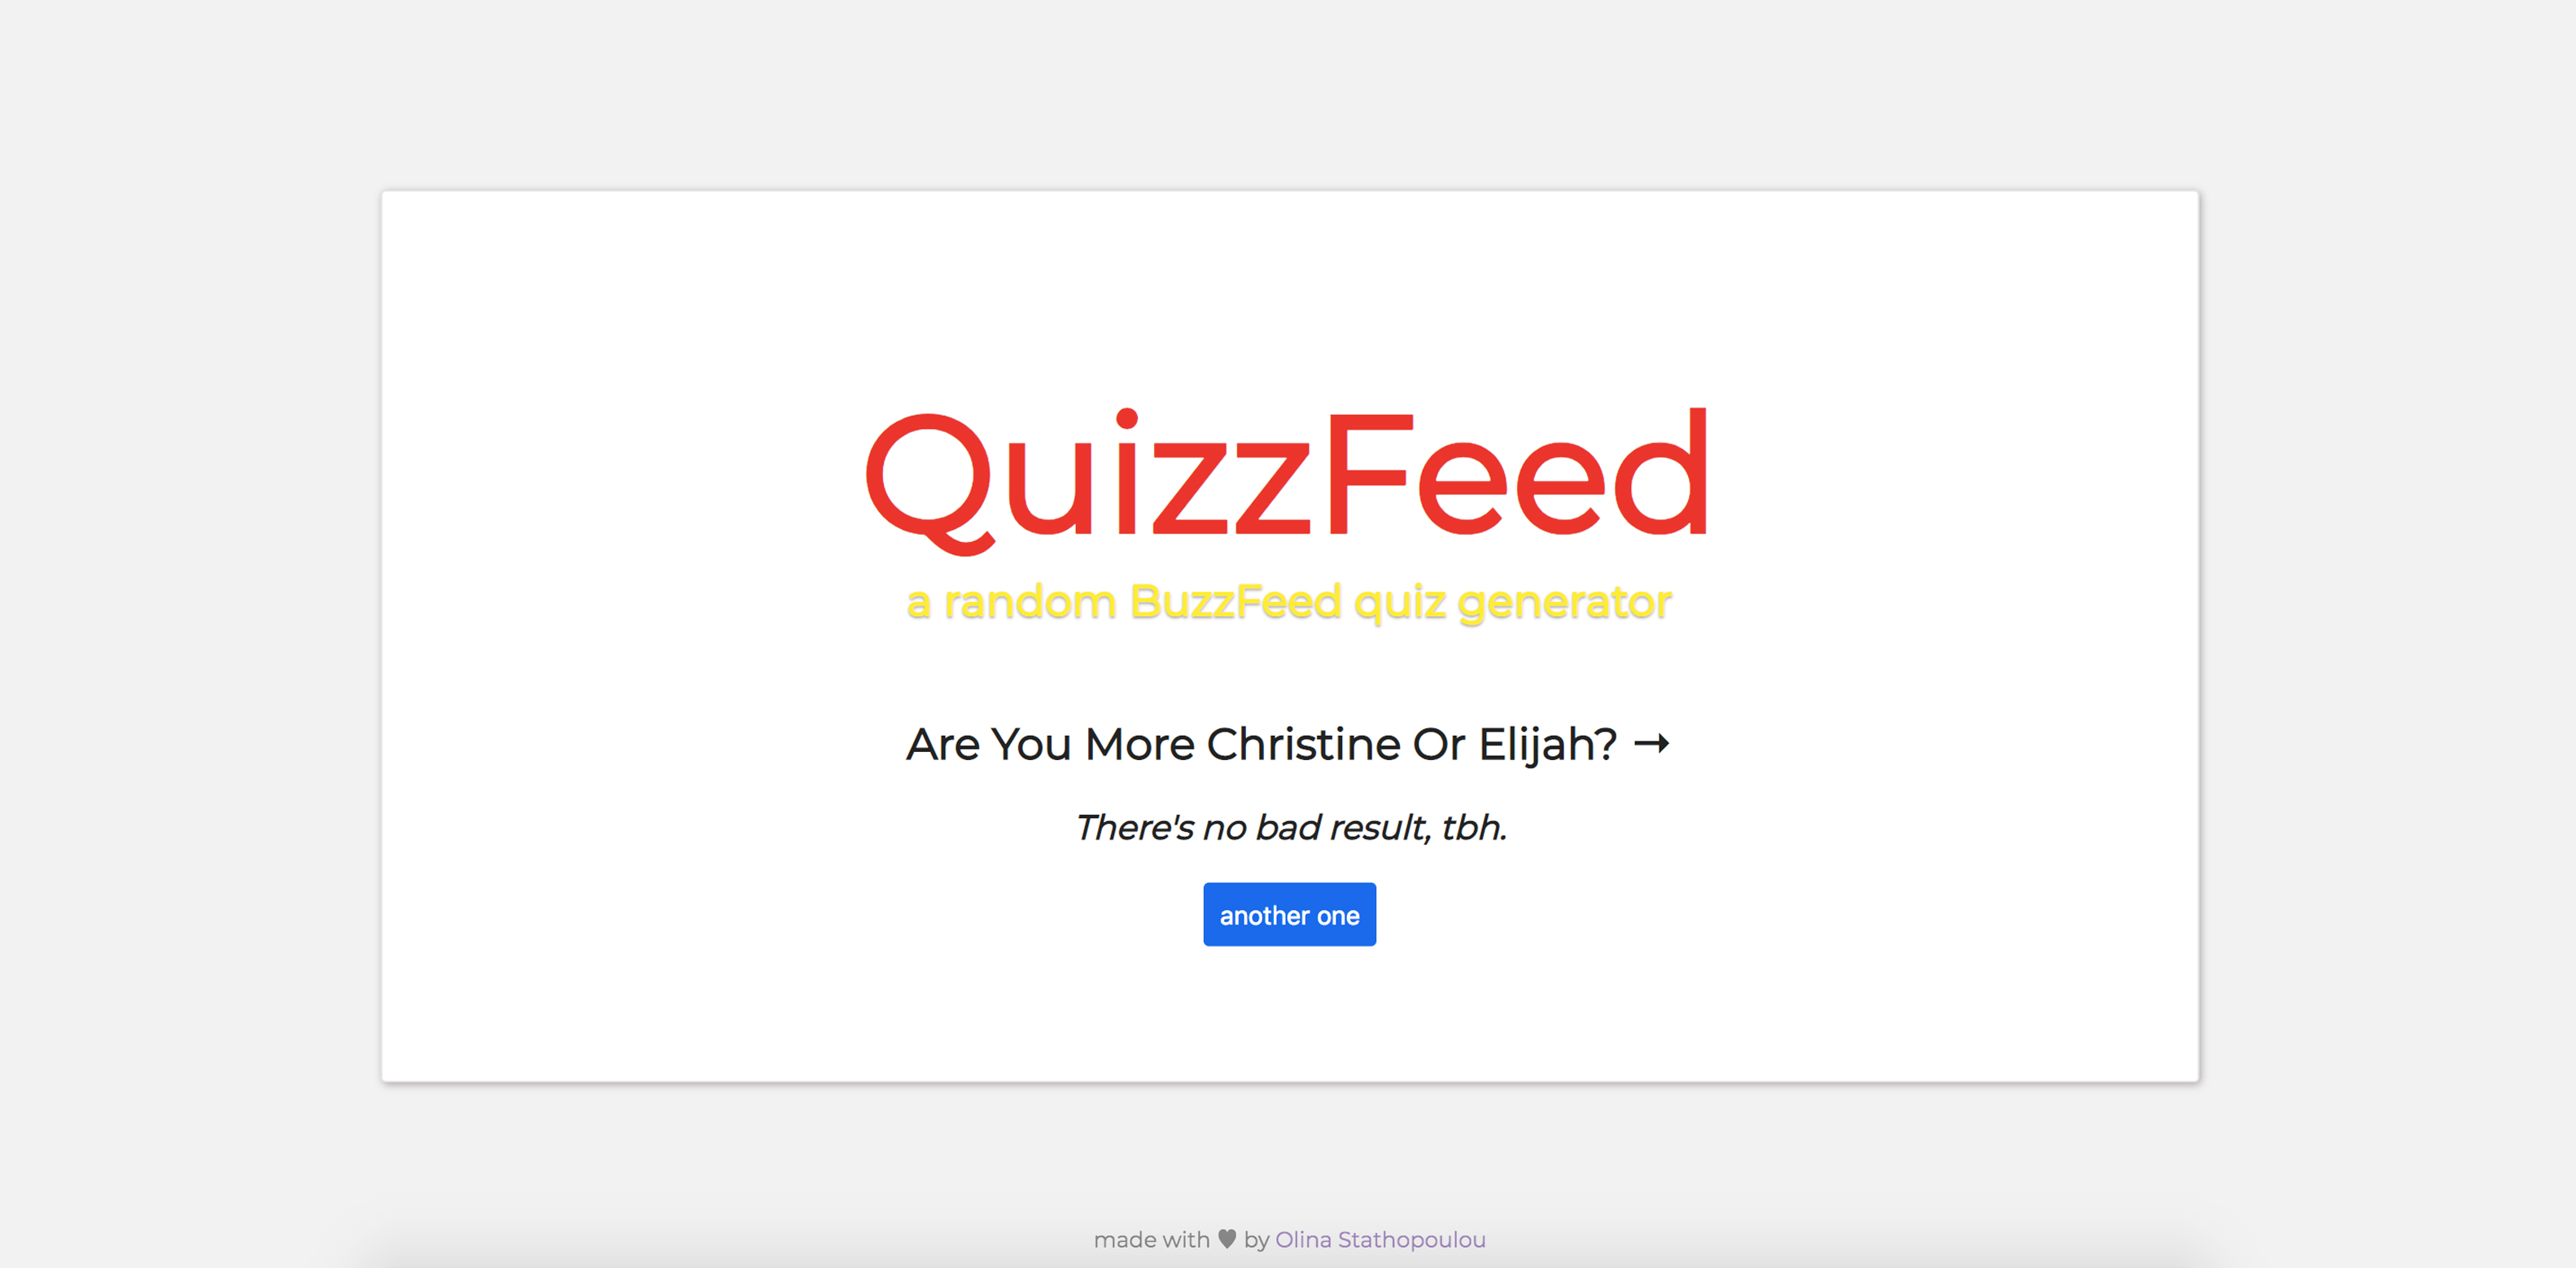 QuizzFeed
a random BuzzFeed quiz generator
Are You More Christine Or Elijah? →
There's no bad result, tbh.
another one
made with ♥ by Olina Stathopoulou